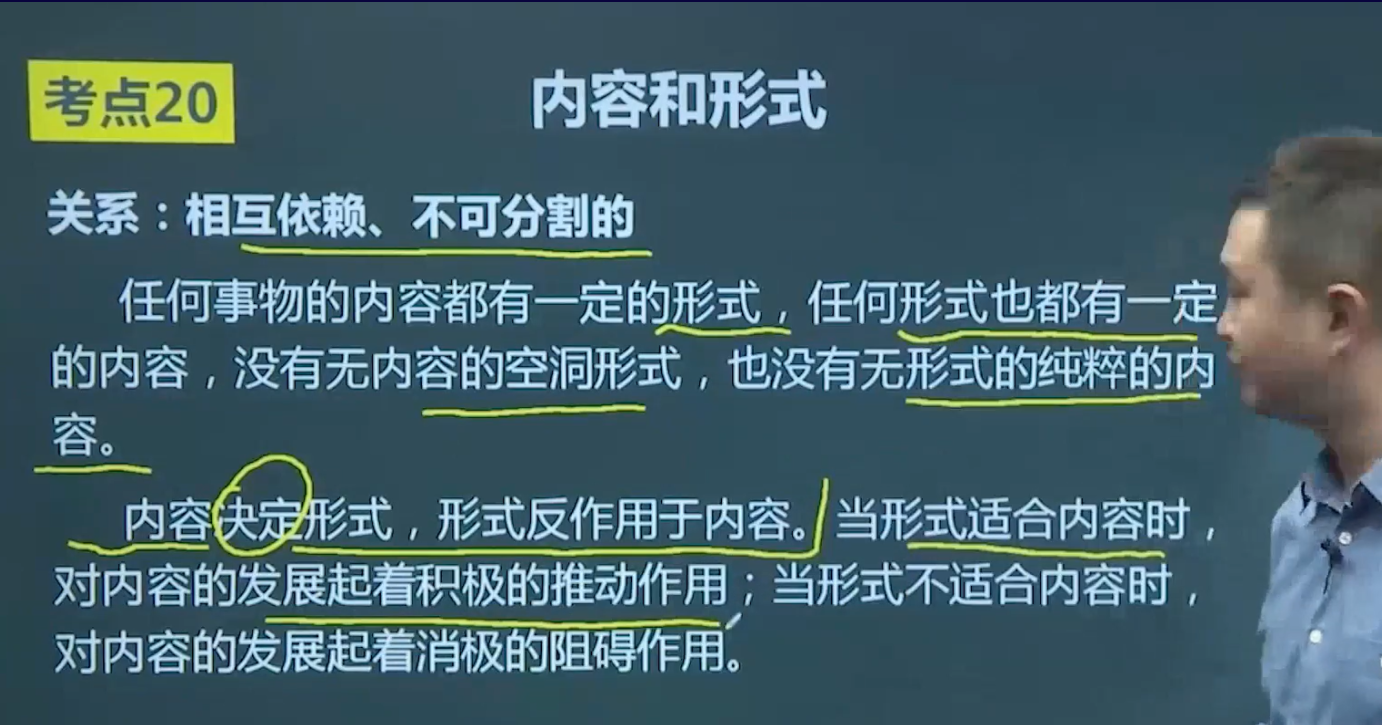 考点20
内容和形式
关系：相互依赖、不可分割的
任何事物的内容都有一定的形式，任何形式也都有一定
的内容，没有无内容的空洞形式，也没有无形式的纯粹的内
容。
内容决定形式，形式反作用于内容。当形式适合内容时，
对内容的发展起着积极的推动作用；当形式不适合内容时，
对内容的发展起着消极的阻碍作用。